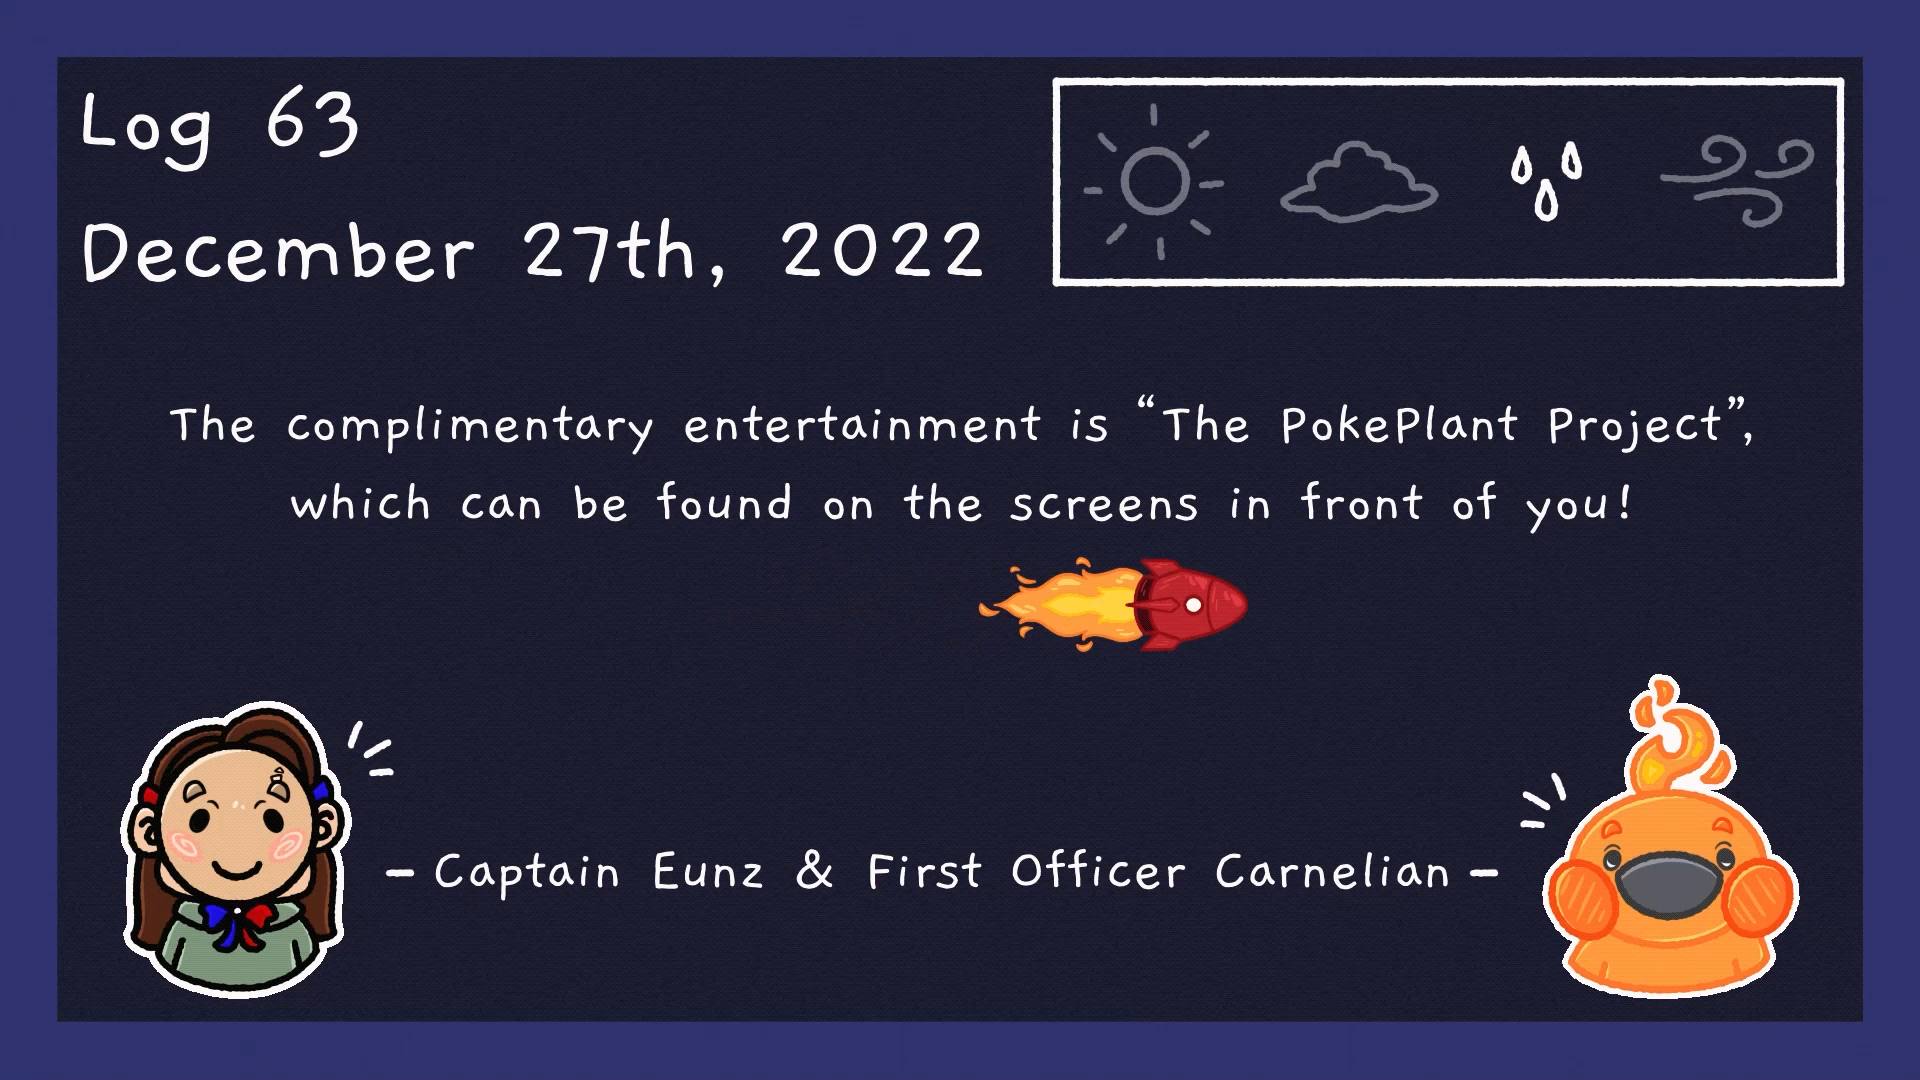 Log 63
December 27th, 2022
The complimentary entertainment is “The PokePlant Project”,
which can be found on the screens in front of you!
- Captain Eunz & First Officer Carnelian -